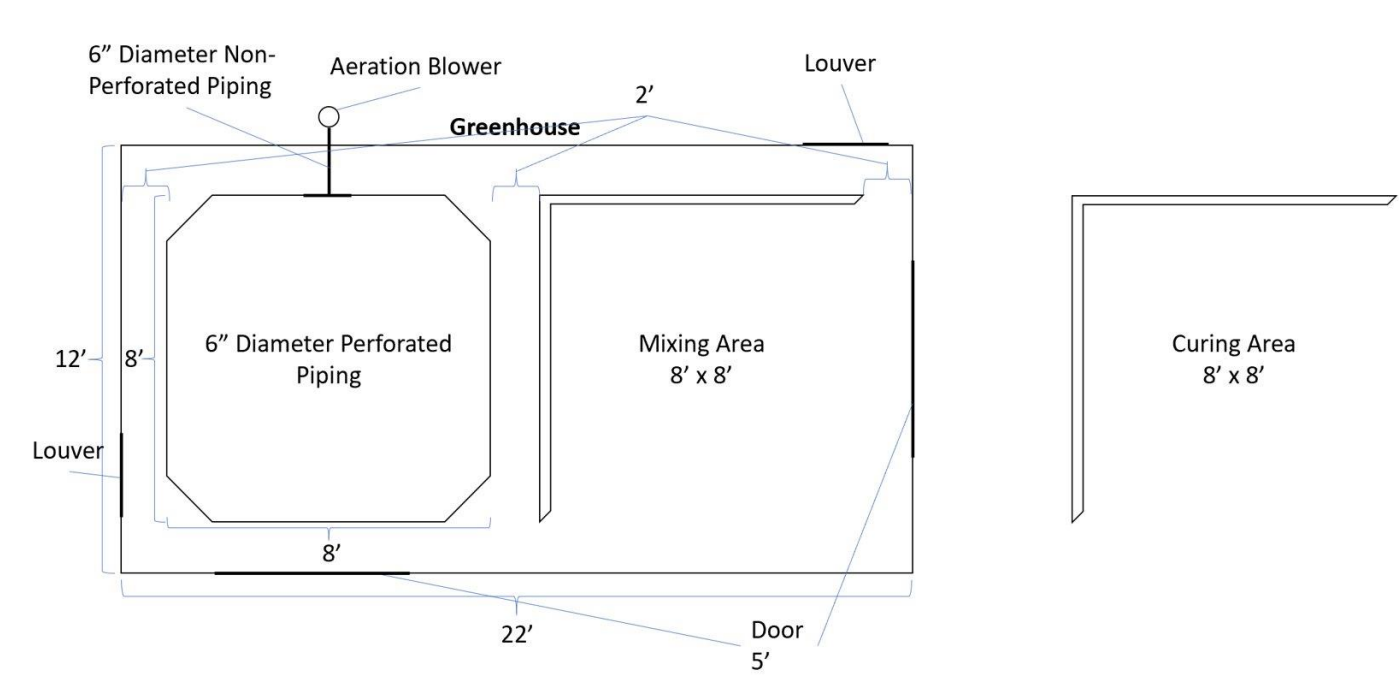 6” Diameter Non-
Perforated Piping
Aeration Blower
Louver
2’
Greenhouse
12’
8’
6” Diameter Perforated
Piping
Mixing Area
8’ x 8’
Curing Area
8’ x 8’
Louver
8’
22’
Door
5’